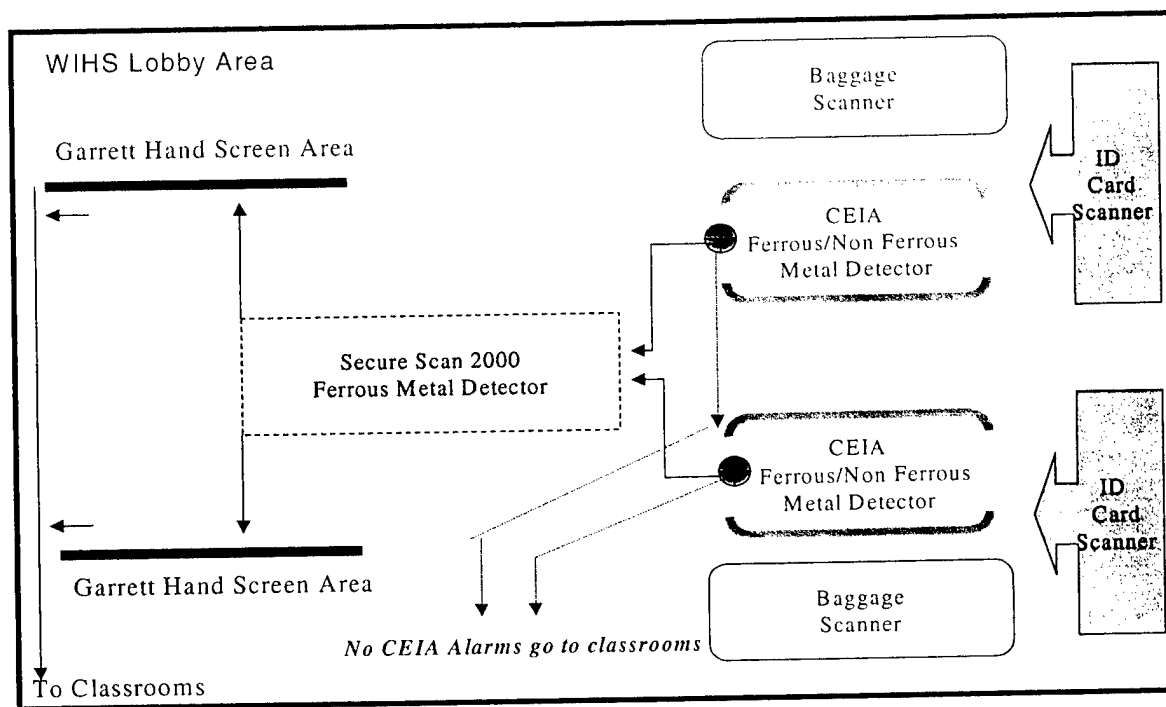 WIHS Lobby Area
Baggage
Scanner
Garrett Hand Screen Area
ID
Card
Scanner
CEIA
Ferrous/Non Ferrous
Metal Detector
Secure Scan 2000
Ferrous Metal Detector
CEIA
Ferrous/Non Ferrous
Metal Detector
ID
Card
Scanner
Garrett Hand Screen Area
Baggage
Scanner
No CEIA Alarms go to classrooms
To Classrooms